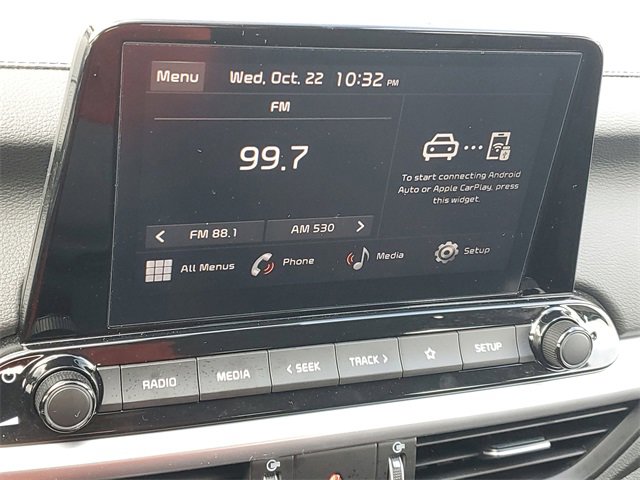 Menu Wed, Oct. 22 10:32 PM
FM
99.7
To start connecting Android
Auto or Apple CarPlay, press
this widget.
< FM 88.1 AM 530 >
All Menus Phone Media Setup
RADIO MEDIA < SEEK TRACK > SETUP